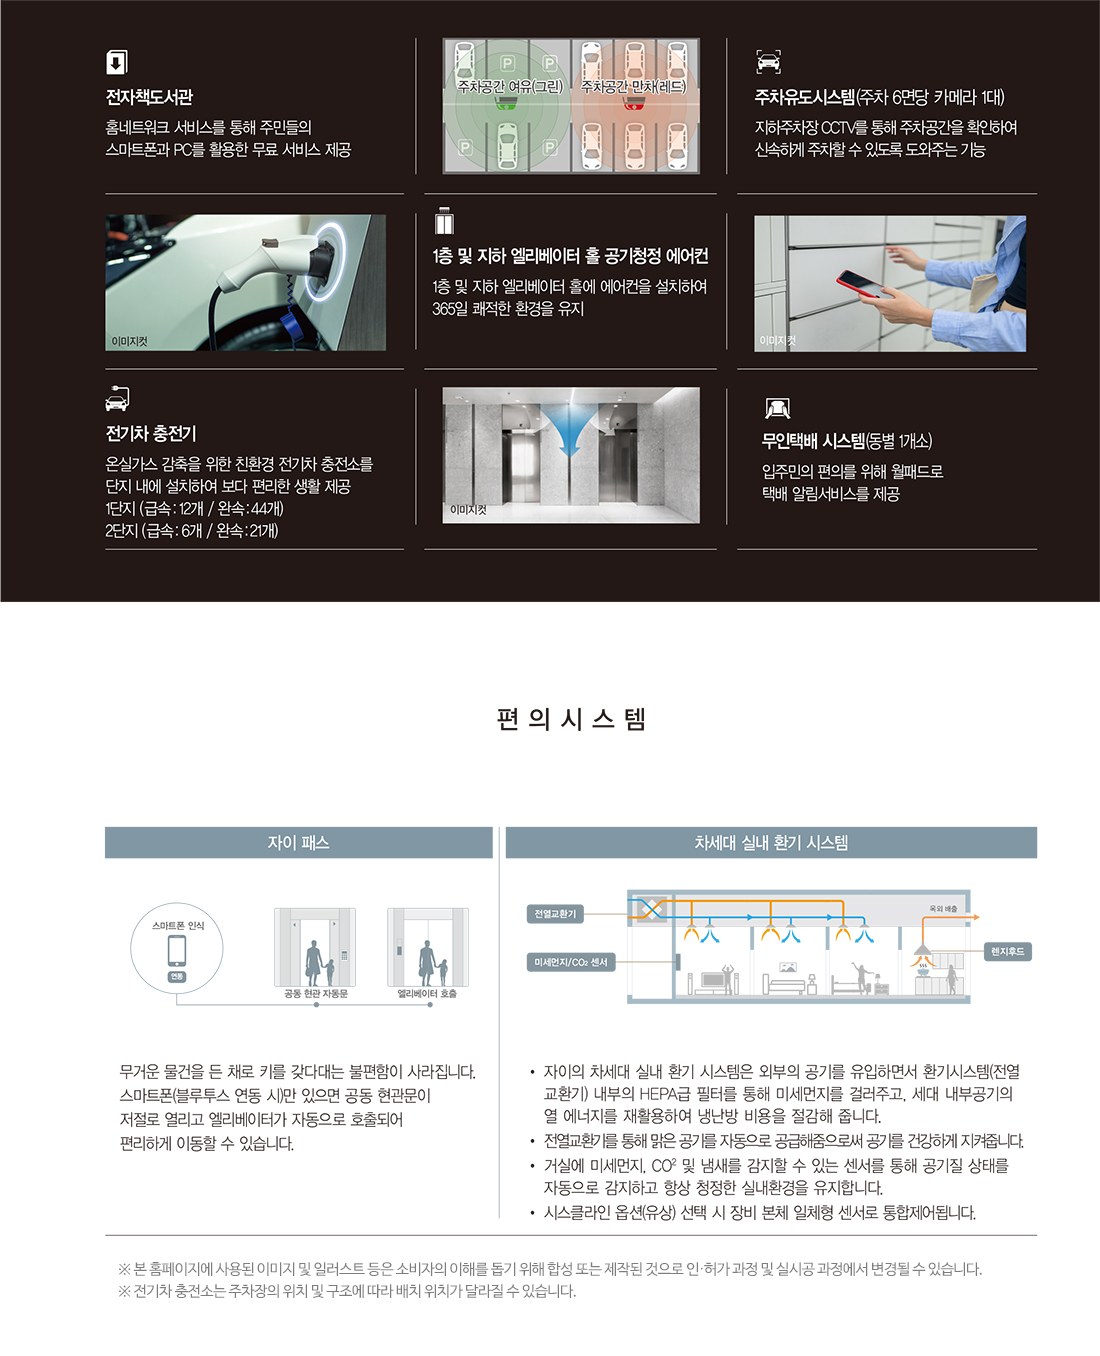 전자책도서관
홈네트워크 서비스를 통해 주민들의
스마트폰과 PC를 활용한 무료 서비스 제공
주차공간 여유(그린)
주차공간 만차(레드)
P
P
P
P
주차유도시스템(주차 6면당 카메라 1대)
지하주차장 CCTV를 통해 주차공간을 확인하여
신속하게 주차할 수 있도록 도와주는 기능
이미지컷
1층 및 지하 엘리베이터 홀 공기청정 에어컨
1층 및 지하 엘리베이터 홀에 에어컨을 설치하여
365일 쾌적한 환경을 유지
이미지컷
전기차 충전기
온실가스 감축을 위한 친환경 전기차 충전소를
단지 내에 설치하여 보다 편리한 생활 제공
1단지 (급속 : 12개 / 완속 : 44개)
2단지 (급속 : 6개 / 완속 : 21개)
이미지컷
무인택배 시스템(동별 1개소)
입주민의 편의를 위해 월패드로
택배 알림서비스를 제공
편의시스템
자이 패스
스마트폰 인식
연동
공동 현관 자동문
엘리베이터 호출
무거운 물건을 든 채로 키를 갖다대는 불편함이 사라집니다.
스마트폰(블루투스 연동 시)만 있으면 공동 현관문이
저절로 열리고 엘리베이터가 자동으로 호출되어
편리하게 이동할 수 있습니다.
차세대 실내 환기 시스템
전열교환기
미세먼지/CO₂ 센서
옥외 배출
렌지후드
• 자이의 차세대 실내 환기 시스템은 외부의 공기를 유입하면서 환기시스템(전열
교환기) 내부의 HEPA급 필터를 통해 미세먼지를 걸러주고, 세대 내부공기의
열 에너지를 재활용하여 냉난방 비용을 절감해 줍니다.
• 전열교환기를 통해 맑은 공기를 자동으로 공급해줌으로써 공기를 건강하게 지켜줍니다.
• 거실에 미세먼지, CO² 및 냄새를 감지할 수 있는 센서를 통해 공기질 상태를
자동으로 감지하고 항상 청정한 실내환경을 유지합니다.
• 시스클라인 옵션(유상) 선택 시 장비 본체 일체형 센서로 통합제어됩니다.
※ 본 홈페이지에 사용된 이미지 및 일러스트 등은 소비자의 이해를 돕기 위해 합성 또는 제작된 것으로 인·허가 과정 및 실시공 과정에서 변경될 수 있습니다.
※ 전기차 충전소는 주차장의 위치 및 구조에 따라 배치 위치가 달라질 수 있습니다.